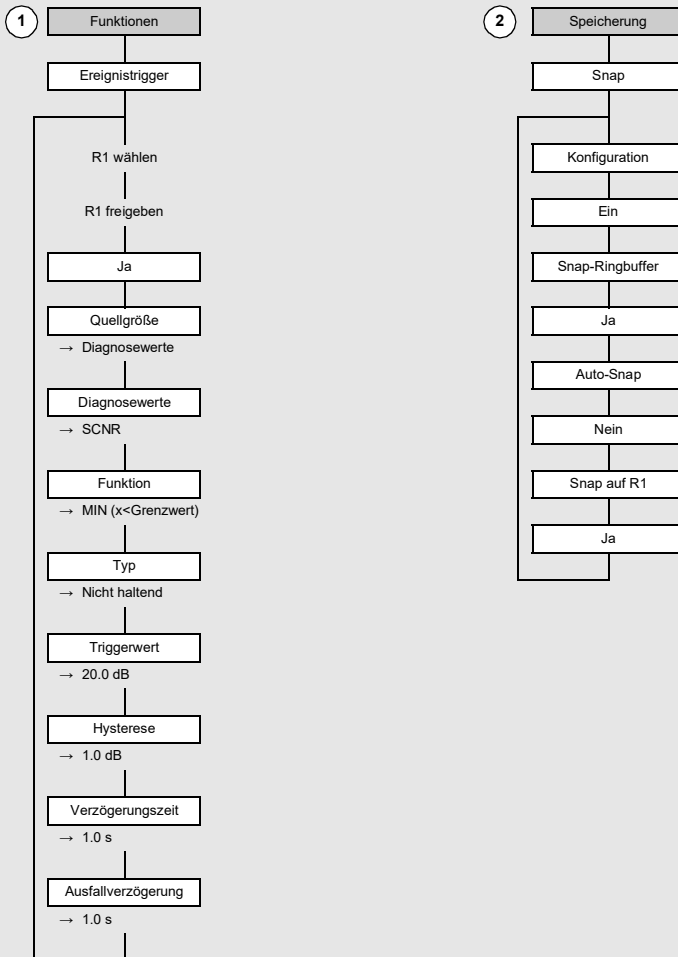 1
Funktionen
Ereignistrigger
R1 wählen
R1 freigeben
Ja
Quellgröße
→ Diagnosewerte
Diagnosewerte
→ SCNR
Funktion
→ MIN (x<Grenzwert)
Typ
→ Nicht haltend
Triggerwert
→ 20.0 dB
Hysterese
→ 1.0 dB
Verzögerungszeit
→ 1.0 s
Ausfallverzögerung
→ 1.0 s
2
Speicherung
Snap
Konfiguration
Ein
Snap-Ringbuffer
Ja
Auto-Snap
Nein
Snap auf R1
Ja